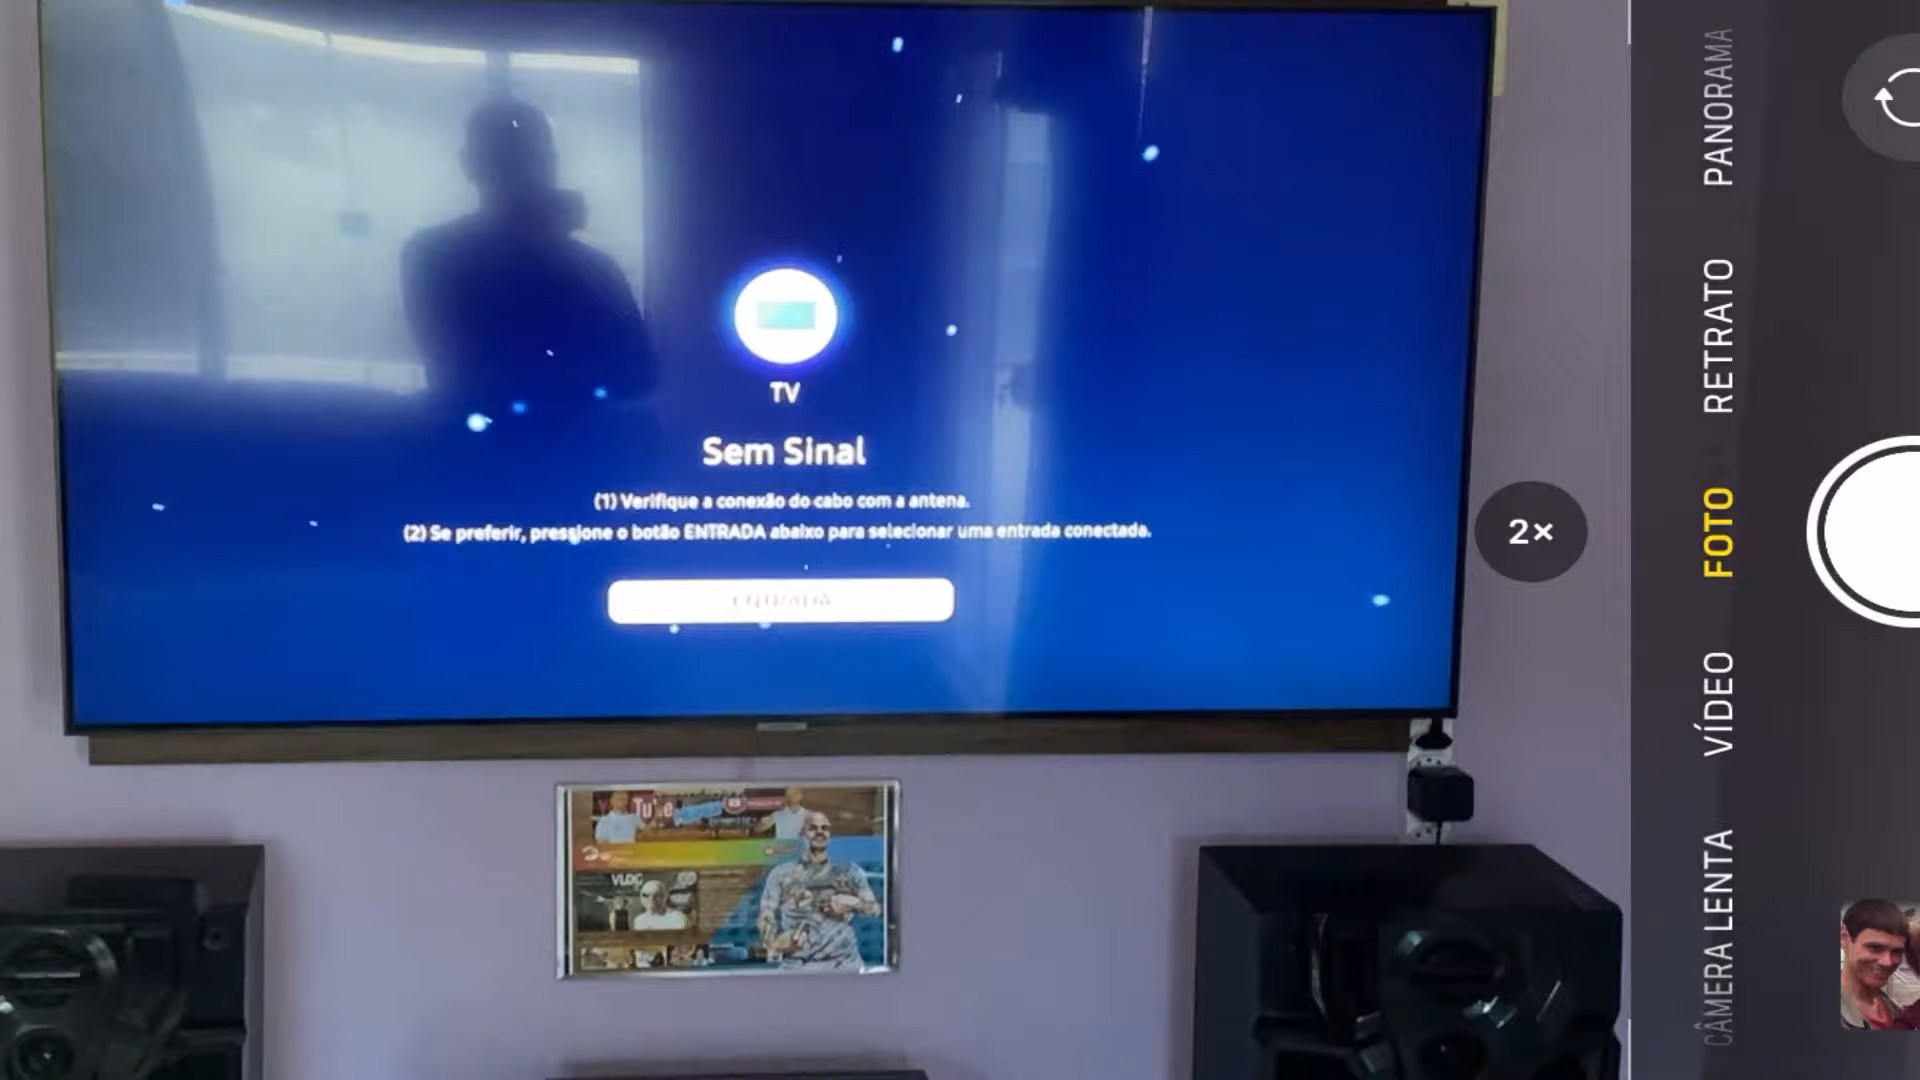 TV
Sem Sinal
(1) Verifique a conexão do cabo com a antena.
(2) Se preferir, pressione o botão ENTRADA abaixo para selecionar uma entrada conectada.
ENTRADA
VLOG
2×
PANORAMA
RETRATO
FOTO
VÍDEO
CÂMERA LENTA